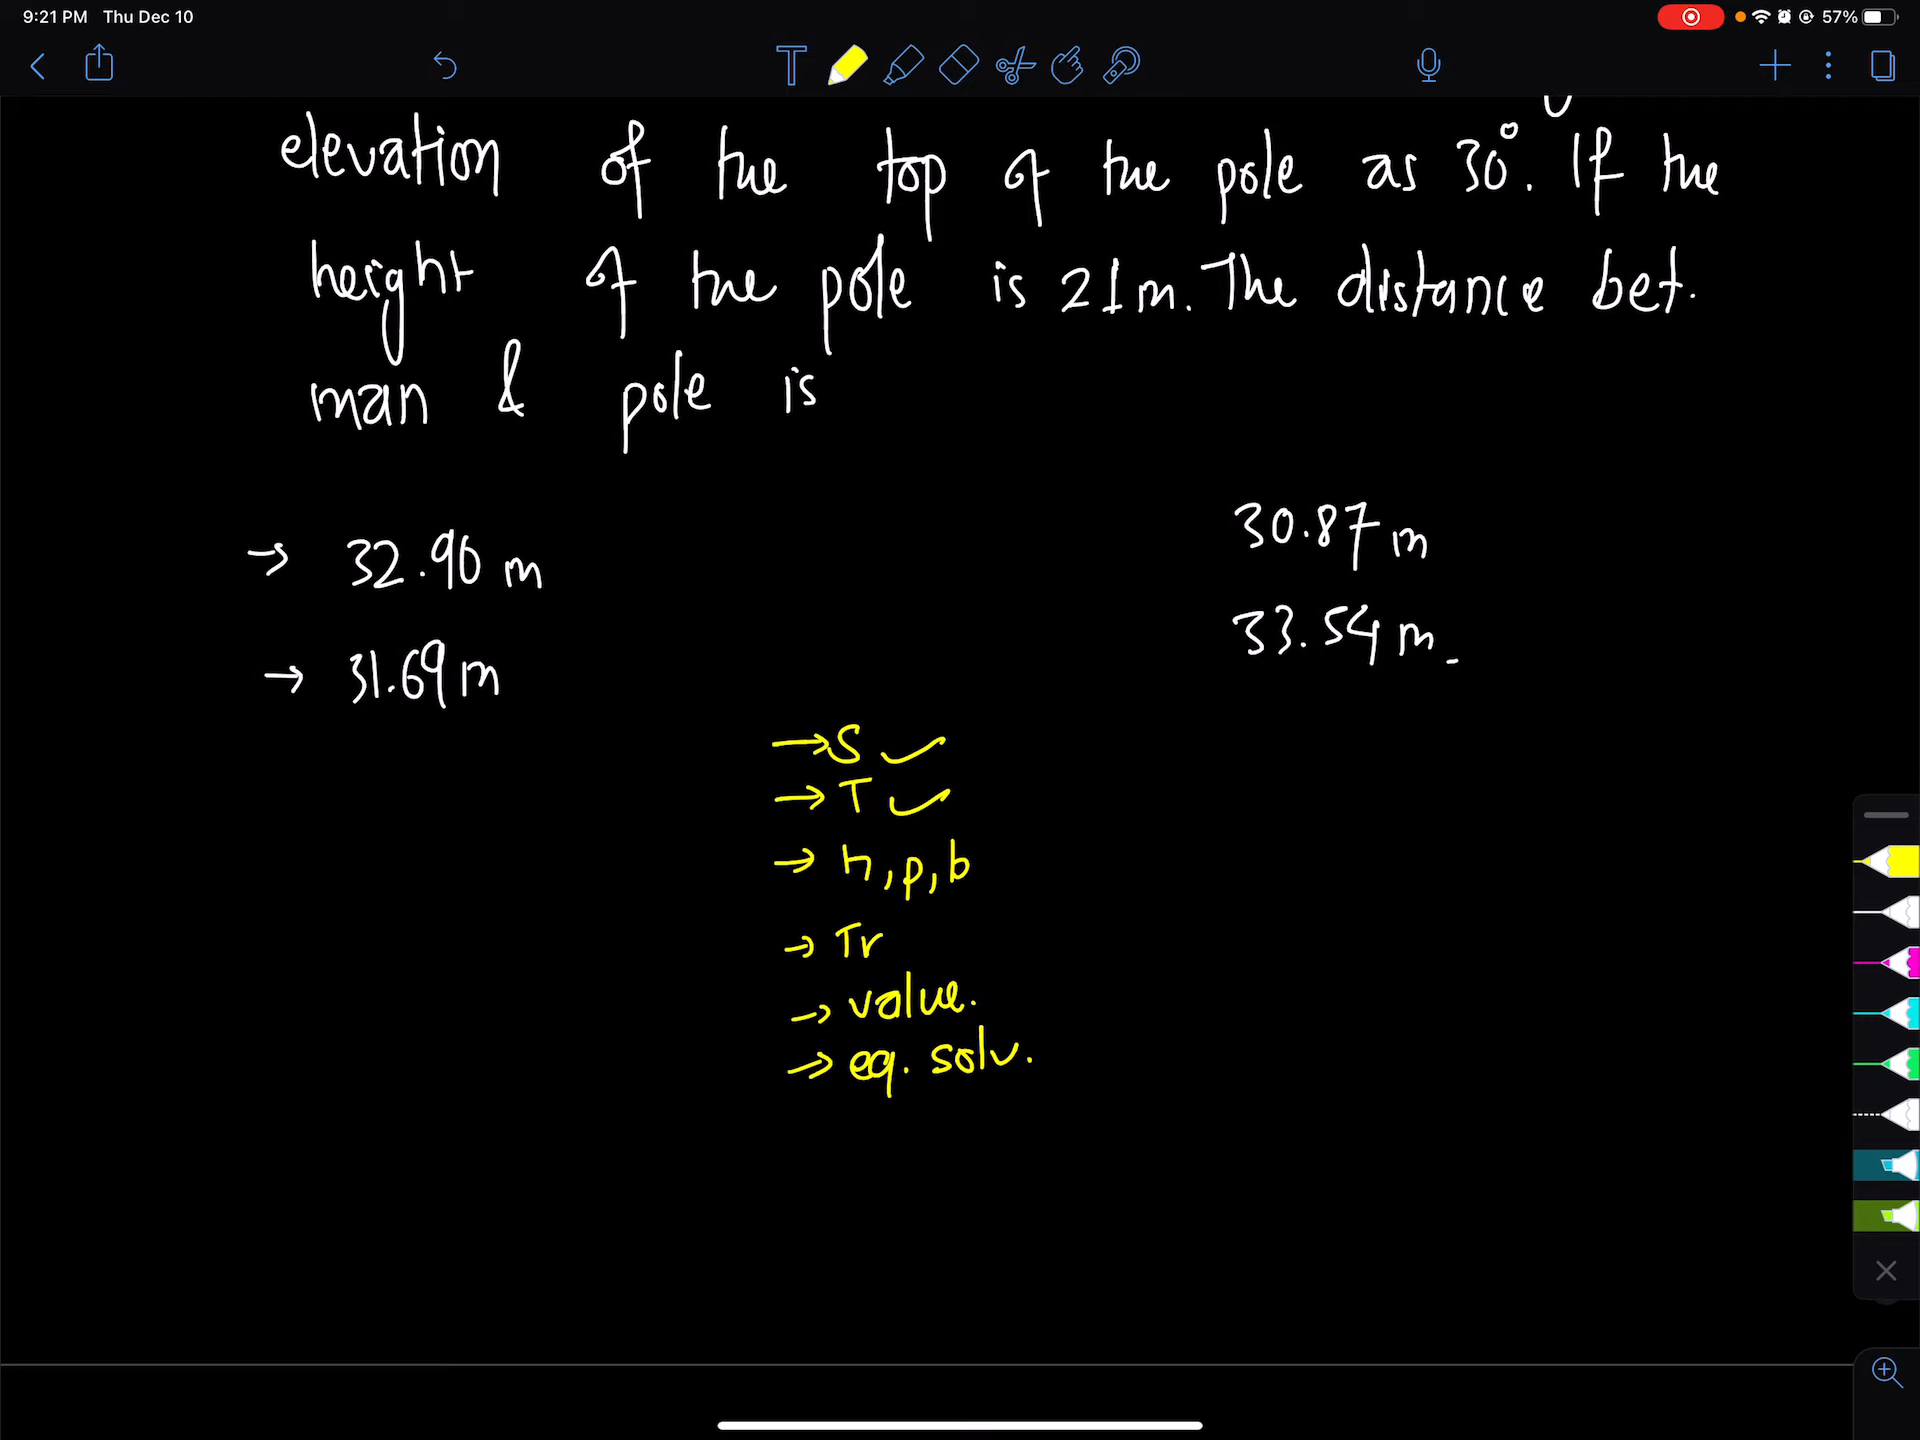 9:21 PM Thu Dec 10
57%
elevation of the top of the pole as 30°. If the
height of the pole is 21m. The distance bet.
man & pole is
→ 32.90 m
30.87 m
→ 31.69 m
33.54 m.
→ S ✓
→ T ✓
→ h, p, b
→ Tr
→ value.
→ eq. solv.